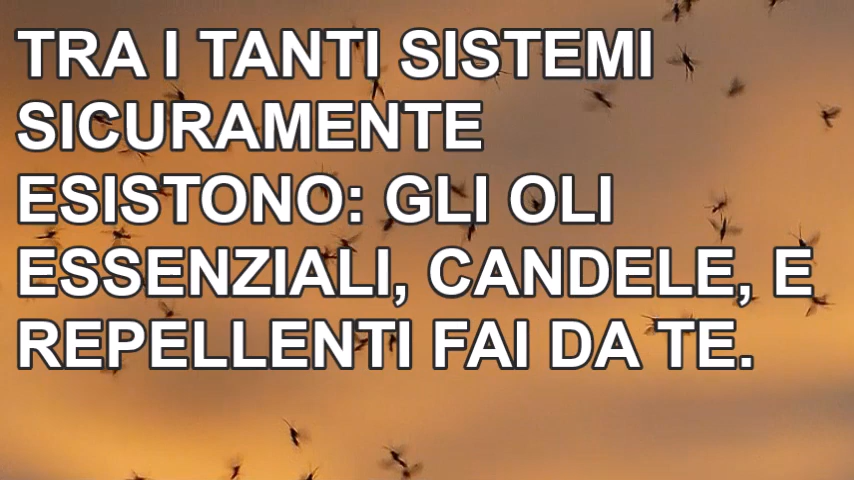 TRA I TANTI SISTEMI
SICURAMENTE
ESISTONO: GLI OLI
ESSENZIALI, CANDELE, E
REPELLENTI FAI DA TE.